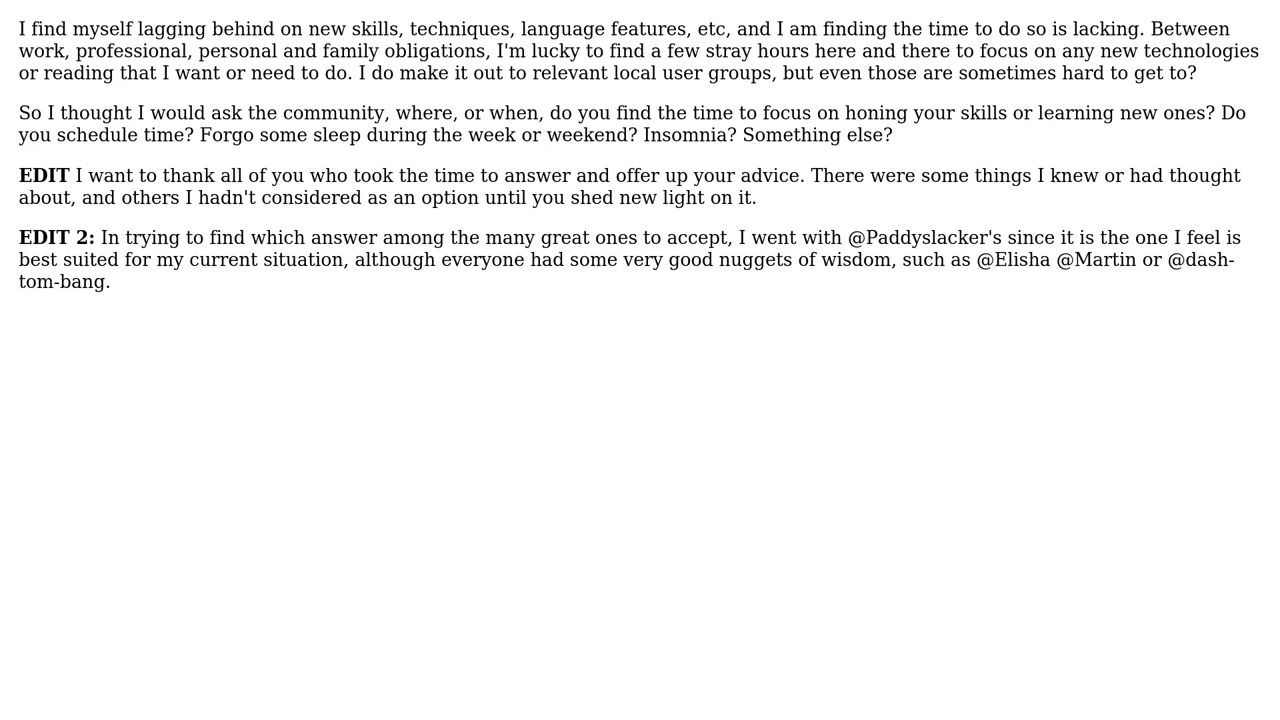 I find myself lagging behind on new skills, techniques, language features, etc, and I am finding the time to do so is lacking. Between
work, professional, personal and family obligations, I'm lucky to find a few stray hours here and there to focus on any new technologies
or reading that I want or need to do. I do make it out to relevant local user groups, but even those are sometimes hard to get to?
So I thought I would ask the community, where, or when, do you find the time to focus on honing your skills or learning new ones? Do
you schedule time? Forgo some sleep during the week or weekend? Insomnia? Something else?
EDIT I want to thank all of you who took the time to answer and offer up your advice. There were some things I knew or had thought
about, and others I hadn't considered as an option until you shed new light on it.
EDIT 2: In trying to find which answer among the many great ones to accept, I went with @Paddyslacker's since it is the one I feel is
best suited for my current situation, although everyone had some very good nuggets of wisdom, such as @Elisha @Martin or @dash-
tom-bang.